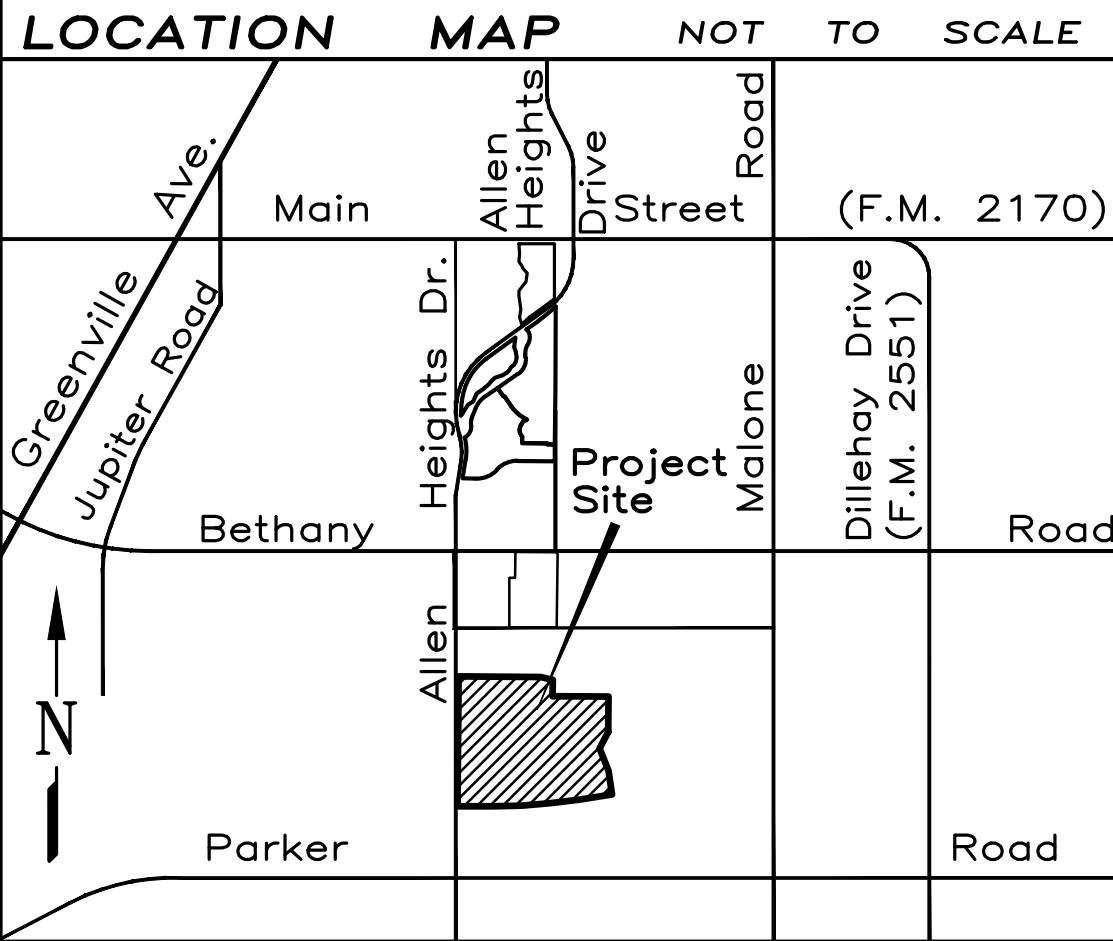 LOCATION MAP NOT TO SCALE
Greenville Ave.
Jupiter Road
Main Street (F.M. 2170)
Allen
Heights
Drive
Allen Heights Dr.
Malone Road
Dillehay Drive
(F.M. 2551)
Project
Site
Bethany Road
N
Parker Road